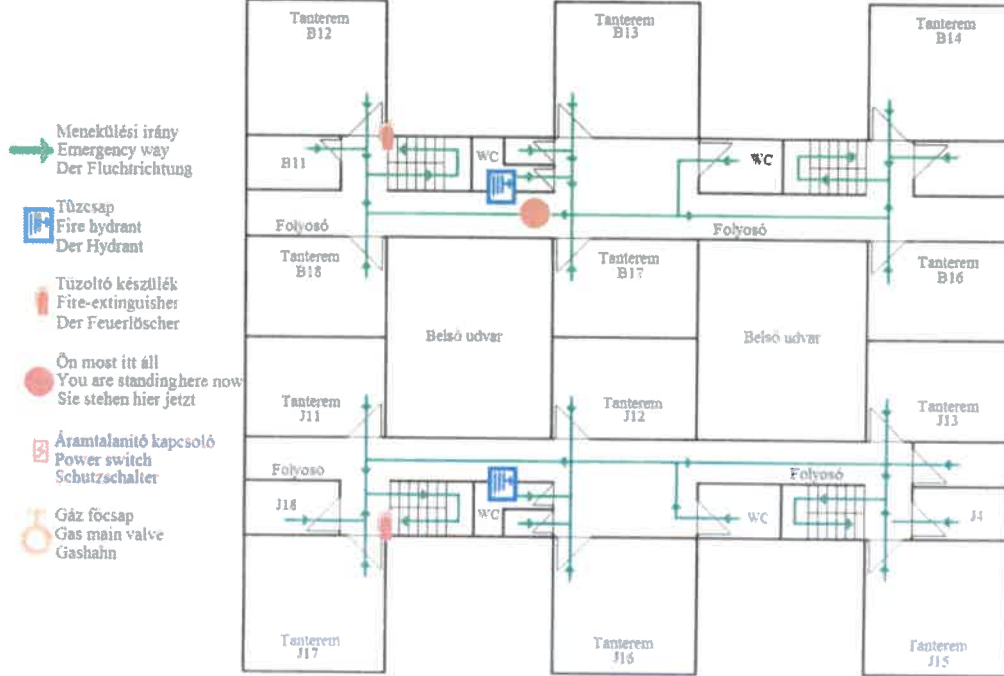 Menekülési irány
Emergency way
Der Fluchtrichtung
Tűzcsap
Fire hydrant
Der Hydrant
Tűzoltó készülék
Fire-extinguisher
Der Feuerlöscher
Ön most itt áll
You are standinghere now
Sie stehen hier jetzt
Áramtalanitó kapcsoló
Power switch
Schutzschalter
Gáz főcsap
Gas main valve
Gashahn
Tanterem
B12
Tanterem
B13
Tanterem
B14
B11
WC
WC
Folyosó
Folyosó
Tanterem
B18
Tanterem
B17
Tanterem
B16
Belső udvar
Belső udvar
Tanterem
J11
Tanterem
J12
Tanterem
J13
Folyosó
Folyosó
J18
WC
WC
J4
Tanterem
J17
Tanterem
J16
Tanterem
J15